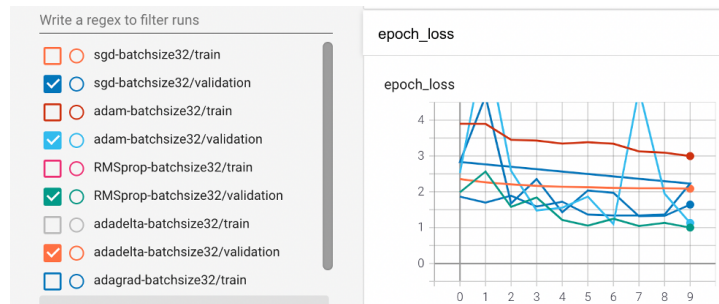 Write a regex to filter runs
sgd-batchsize32/train
sgd-batchsize32/validation
adam-batchsize32/train
adam-batchsize32/validation
RMSprop-batchsize32/train
RMSprop-batchsize32/validation
adadelta-batchsize32/train
adadelta-batchsize32/validation
adagrad-batchsize32/train
epoch_loss
epoch_loss
4
3
2
1
0
0 1 2 3 4 5 6 7 8 9